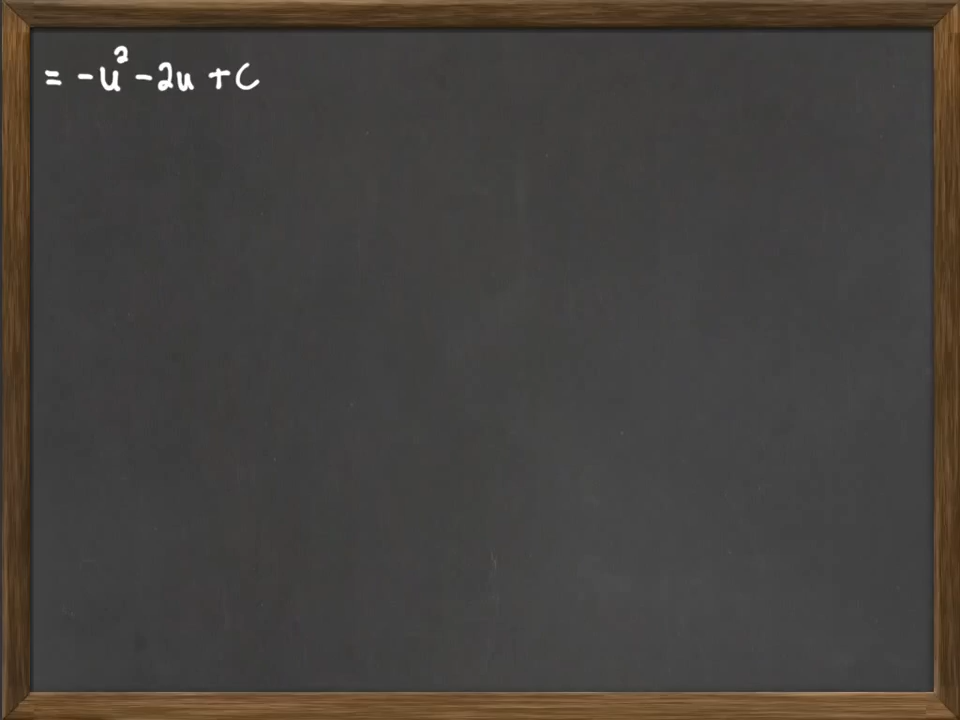 = -u² - 2u + C